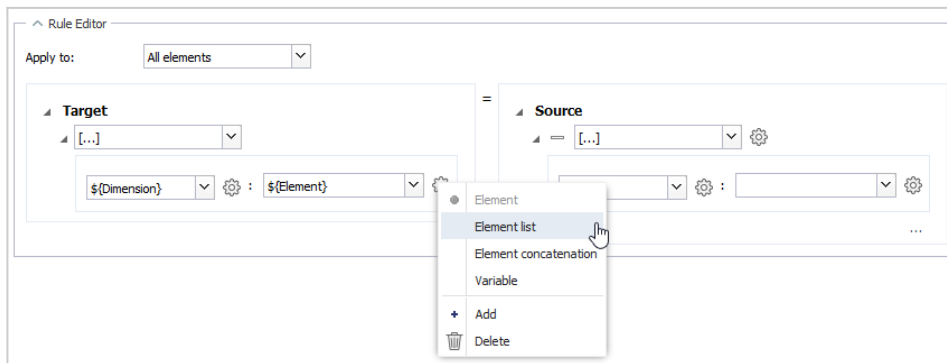 Rule Editor
Apply to: All elements
Target = Source
[...] [...]
${Dimension} : ${Element} :
Element
Element list
...
Element concatenation
Variable
+ Add
Delete